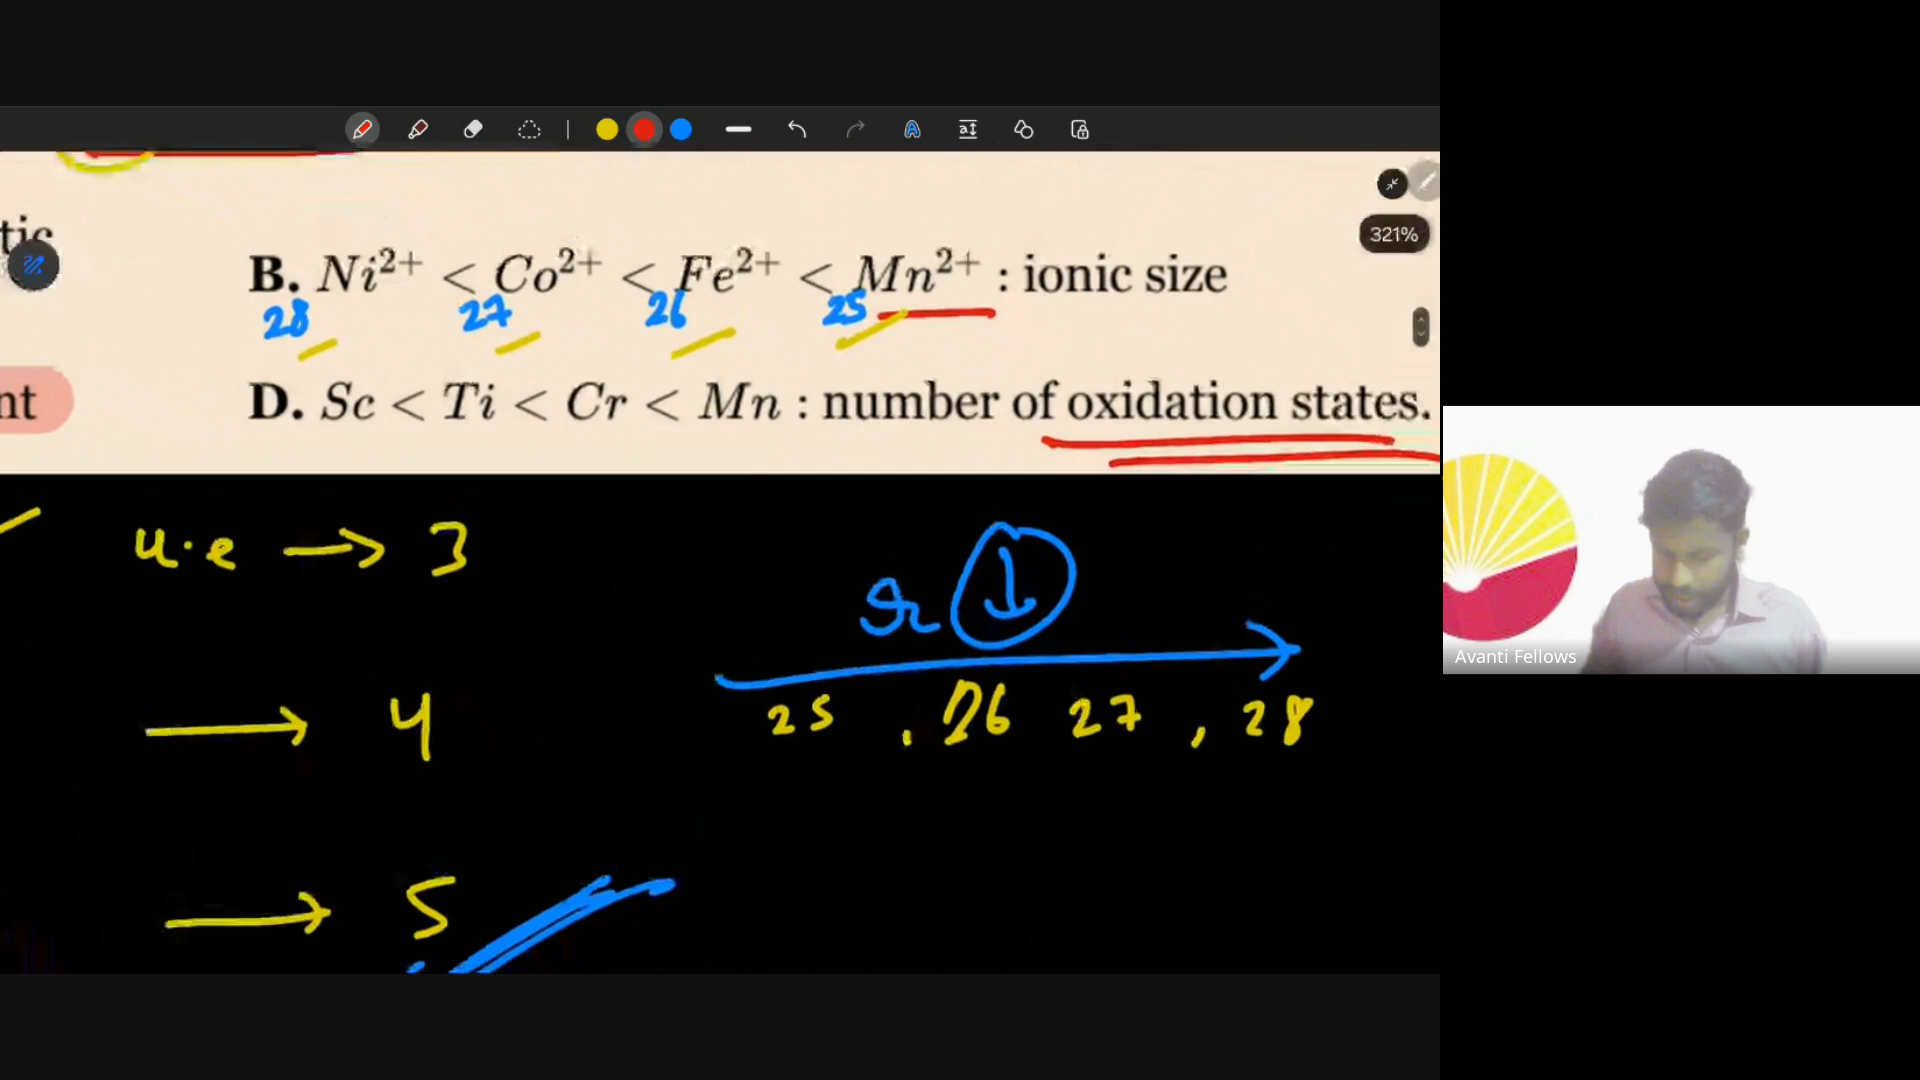 321%
tic
B. Ni²⁺ < Co²⁺ < Fe²⁺ < Mn²⁺ : ionic size
28 27 26 25
nt
D. Sc < Ti < Cr < Mn : number of oxidation states.
u.e → 3
r ↓
→ 4
25 , 26 27 , 28
→ 5
Avanti Fellows